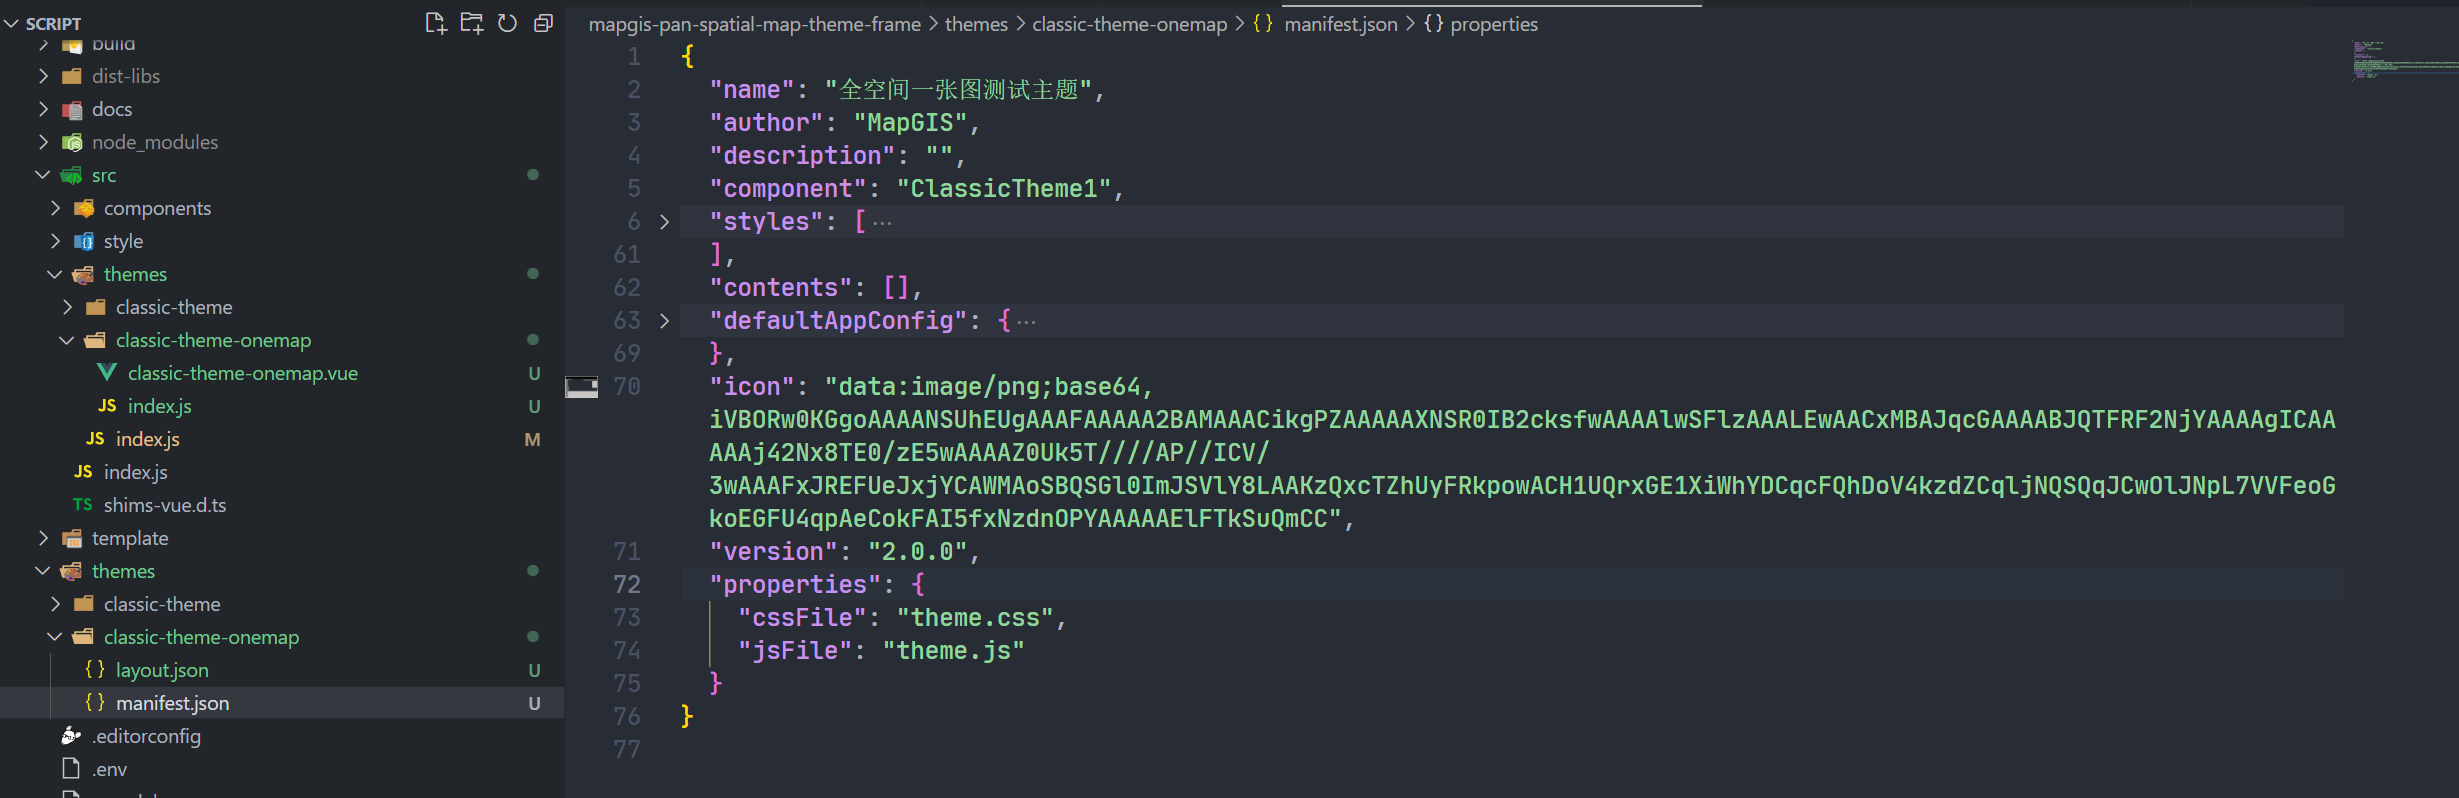 SCRIPT
build
dist-libs
docs
node_modules
src
components
style
themes
classic-theme
classic-theme-onemap
classic-theme-onemap.vue U
index.js U
index.js M
index.js
TS shims-vue.d.ts
template
themes
classic-theme
classic-theme-onemap
layout.json U
manifest.json U
.editorconfig
.env
mapgis-pan-spatial-map-theme-frame > themes > classic-theme-onemap > {} manifest.json > {} properties
1 {
2 "name": "全空间一张图测试主题",
3 "author": "MapGIS",
4 "description": "",
5 "component": "ClassicTheme1",
6 "styles": [ ···
61 ],
62 "contents": [],
63 "defaultAppConfig": { ···
69 },
70 "icon": "data:image/png;base64,
iVBORw0KGgoAAAANSUhEUgAAAFAAAAA2BAMAAACikgPZAAAAAXNSR0IB2cksfwAAAAlwSFlzAAALEwAACxMBAJqcGAAAABJQTFRF2NjYAAAAgICAA
AAAj42Nx8TE0/zE5wAAAAZ0Uk5T////AP//ICV/
3wAAAFxJREFUeJxjYCAWMAoSBQSGl0ImJSVlY8LAAKzQxcTZhUyFRkpowACH1UQrxGE1XiWhYDCqcFQhDoV4kzdZCqljNQSQqJCwOlJNpL7VVFeoG
koEGFU4qpAeCokFAI5fxNzdnOPYAAAAAElFTkSuQmCC",
71 "version": "2.0.0",
72 "properties": {
73 "cssFile": "theme.css",
74 "jsFile": "theme.js"
75 }
76 }
77